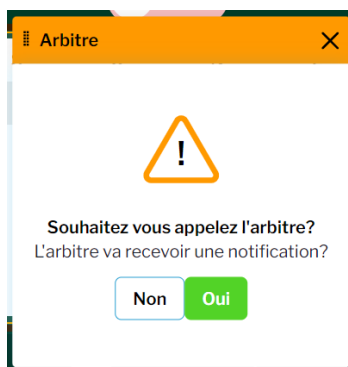 Arbitre
!
Souhaitez vous appelez l'arbitre?
L'arbitre va recevoir une notification?
Non Oui